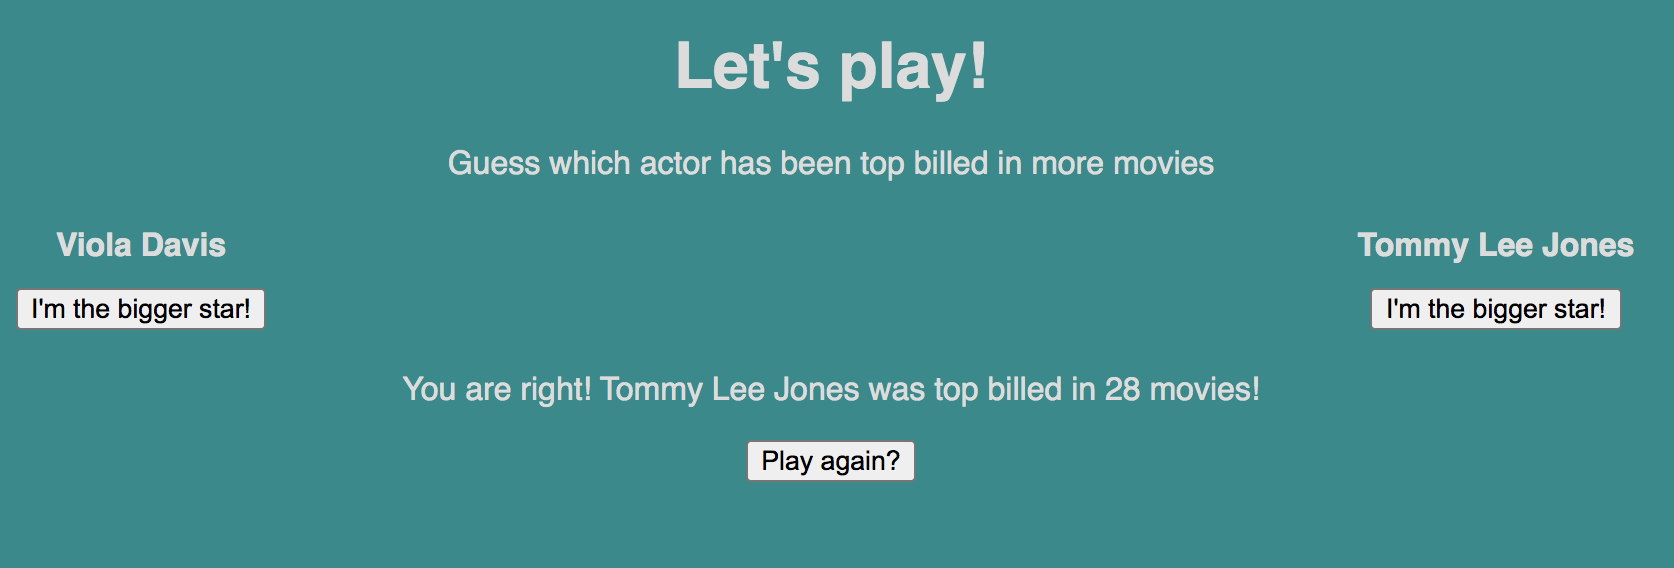 Let's play!
Guess which actor has been top billed in more movies
Viola Davis
Tommy Lee Jones
I'm the bigger star!
I'm the bigger star!
You are right! Tommy Lee Jones was top billed in 28 movies!
Play again?